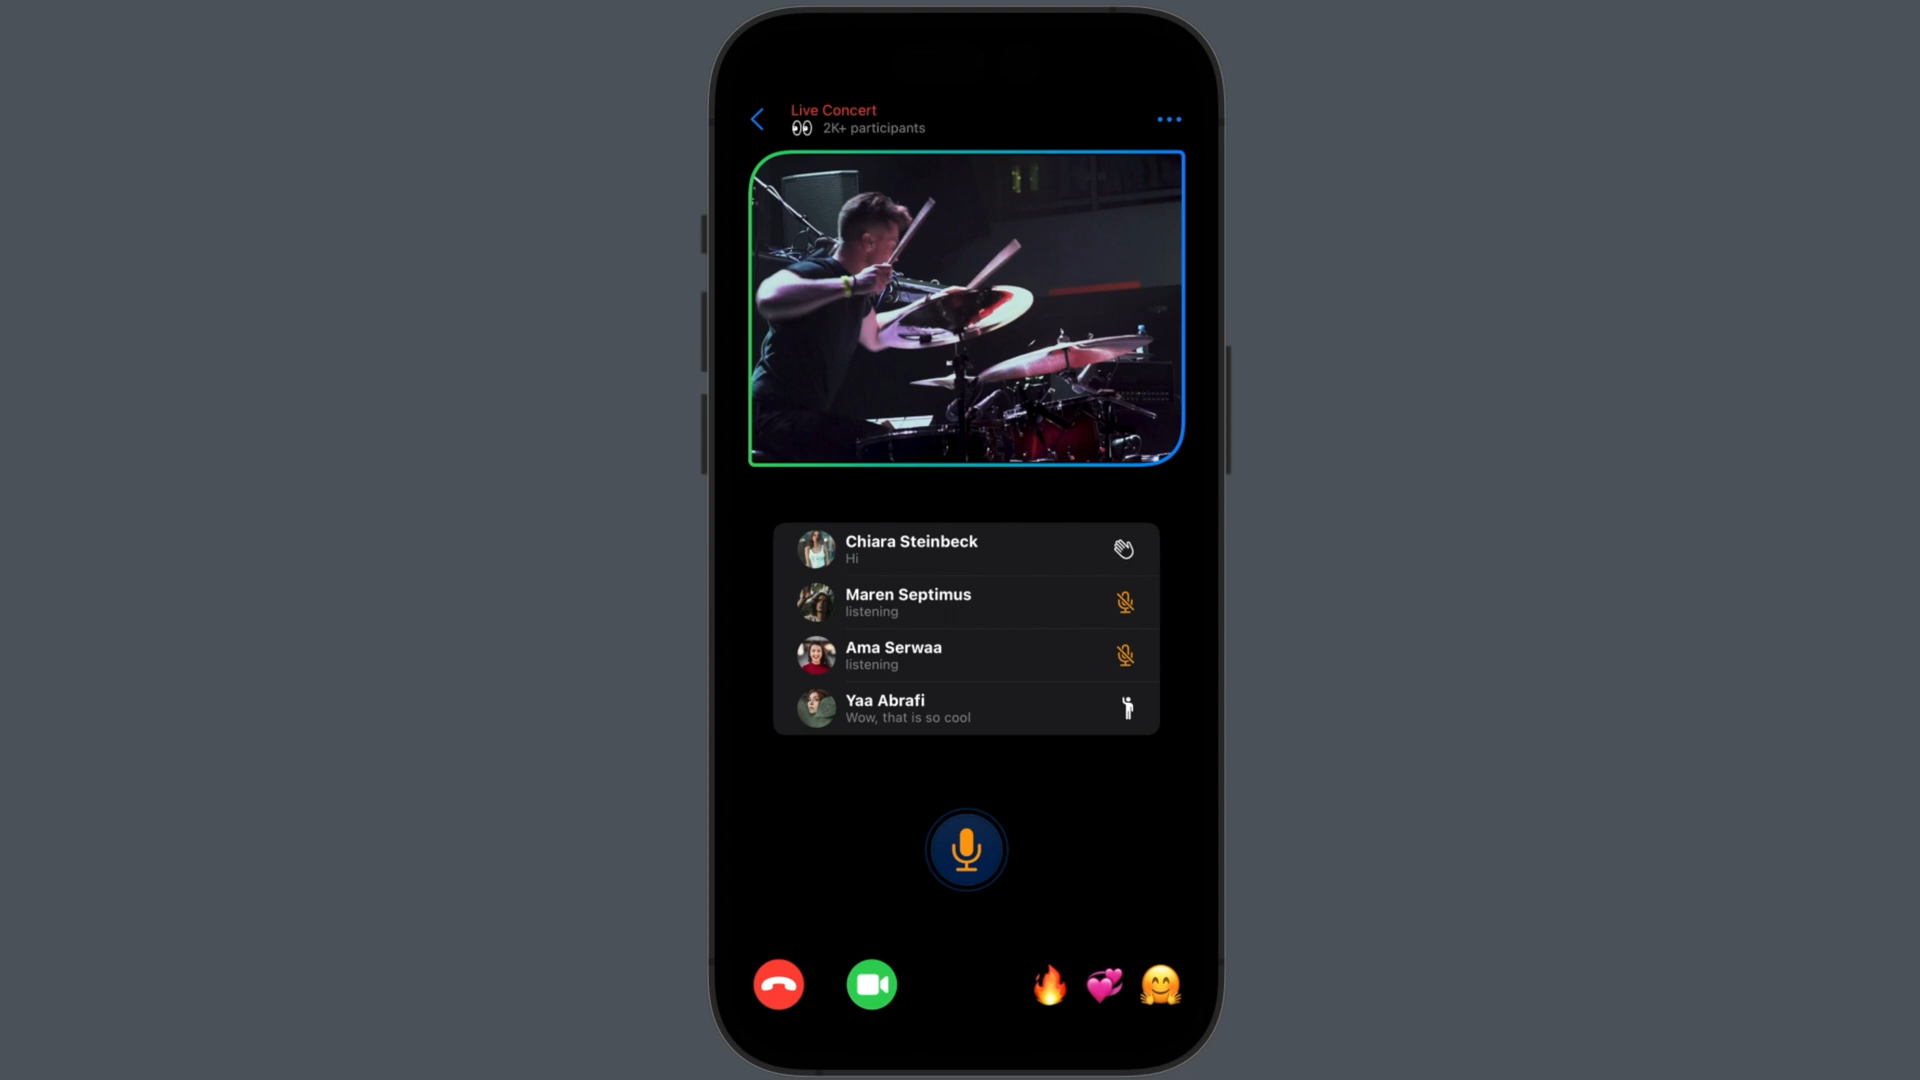 Live Concert
👀 2K+ participants
Chiara Steinbeck
Hi
Maren Septimus
listening
Ama Serwaa
listening
Yaa Abrafi
Wow, that is so cool